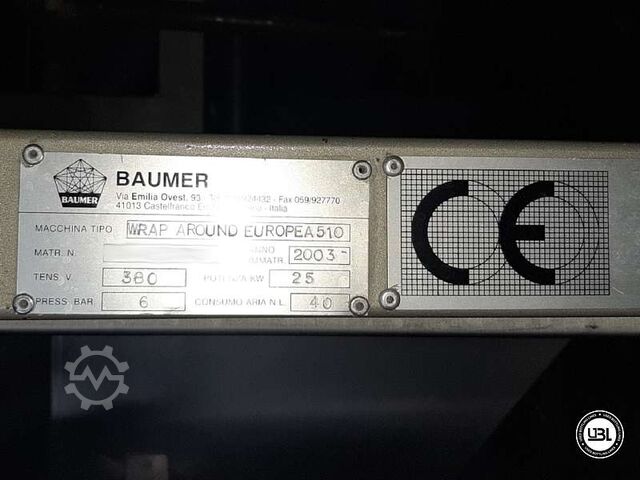 BAUMER
BAUMER
Via Emilia Ovest, 93 - Fax 059/927770
41013 Castelfranco - Italia
MACCHINA TIPO WRAP AROUND EUROPEA 510
MATR. N. ANNO 2003
TENS. V. 380 POTENZA KW 25
PRESS BAR 6 CONSUMO ARIA N.L. 40
CE
UBL